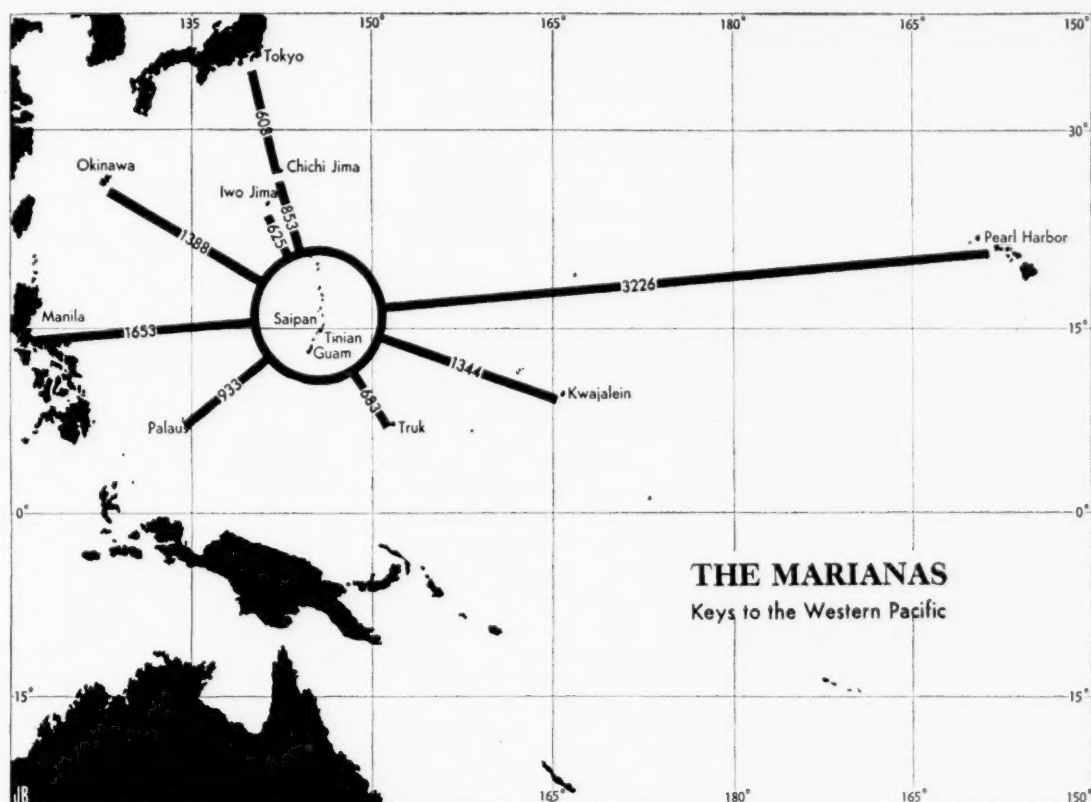 135° 150° 165° 180° 165° 150°
Tokyo
608
30°
Chichi Jima
Okinawa
Iwo Jima
853
625
1388
Pearl Harbor
3226
Manila
1653
Saipan
15°
Tinian
Guam
1344
933
683
Kwajalein
Palaus
Truk
0° 0°
THE MARIANAS
Keys to the Western Pacific
15° 15°
JB
165° 180° 165°